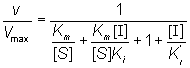 v/V_max = 1 / (K_m/[S] + K_m[I]/[S]K_i + 1 + [I]/K_i')